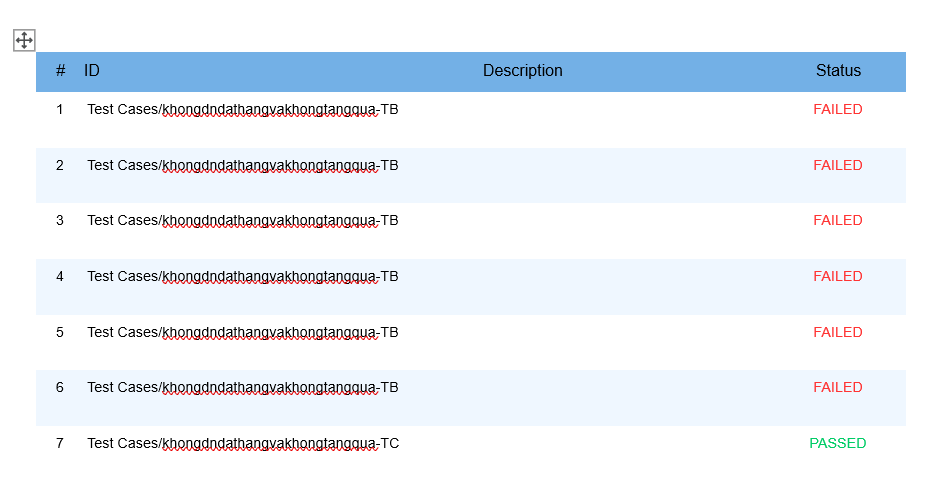 # ID Description Status
1 Test Cases/khongdndathangvakhongtangqua-TB FAILED
2 Test Cases/khongdndathangvakhongtangqua-TB FAILED
3 Test Cases/khongdndathangvakhongtangqua-TB FAILED
4 Test Cases/khongdndathangvakhongtangqua-TB FAILED
5 Test Cases/khongdndathangvakhongtangqua-TB FAILED
6 Test Cases/khongdndathangvakhongtangqua-TB FAILED
7 Test Cases/khongdndathangvakhongtangqua-TC PASSED